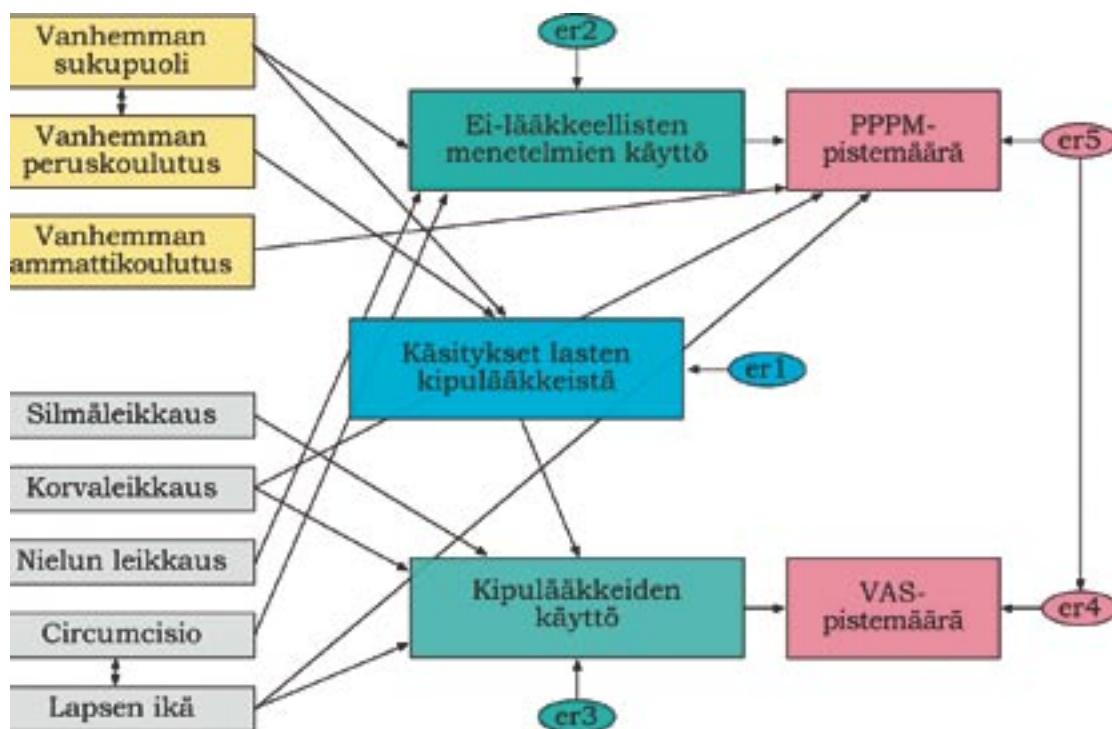 Vanhemman
sukupuoli
Vanhemman
peruskoulutus
Vanhemman
ammattikoulutus
Silmäleikkaus
Korvaleikkaus
Nielun leikkaus
Circumcisio
Lapsen ikä
er2
Ei-lääkkeellisten
menetelmien käyttö
Käsitykset lasten
kipulääkkeistä
er1
Kipulääkkeiden
käyttö
er3
PPPM-
pistemäärä
er5
VAS-
pistemäärä
er4